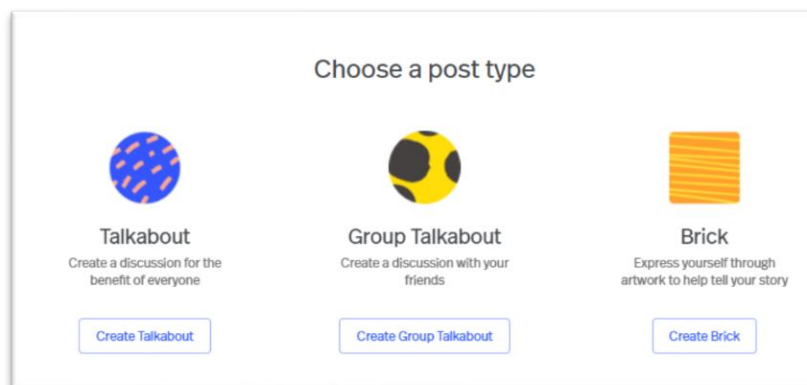 Choose a post type
Talkabout
Create a discussion for the
benefit of everyone
Create Talkabout
Group Talkabout
Create a discussion with your
friends
Create Group Talkabout
Brick
Express yourself through
artwork to help tell your story
Create Brick